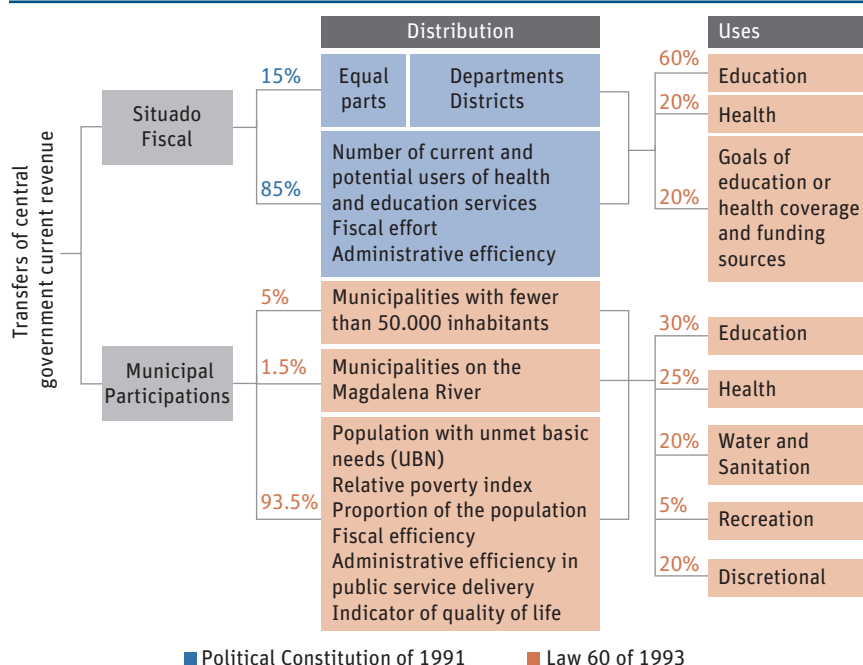 Transfers of central
government current revenue
Situado
Fiscal
Municipal
Participations
Distribution
15%
Equal
parts
Departments
Districts
85%
Number of current and
potential users of health
and education services
Fiscal effort
Administrative efficiency
5%
Municipalities with fewer
than 50.000 inhabitants
1.5%
Municipalities on the
Magdalena River
93.5%
Population with unmet basic
needs (UBN)
Relative poverty index
Proportion of the population
Fiscal efficiency
Administrative efficiency in
public service delivery
Indicator of quality of life
Uses
60%
Education
20%
Health
20%
Goals of
education or
health coverage
and funding
sources
30%
Education
25%
Health
20%
Water and
Sanitation
5%
Recreation
20%
Discretional
Political Constitution of 1991
Law 60 of 1993